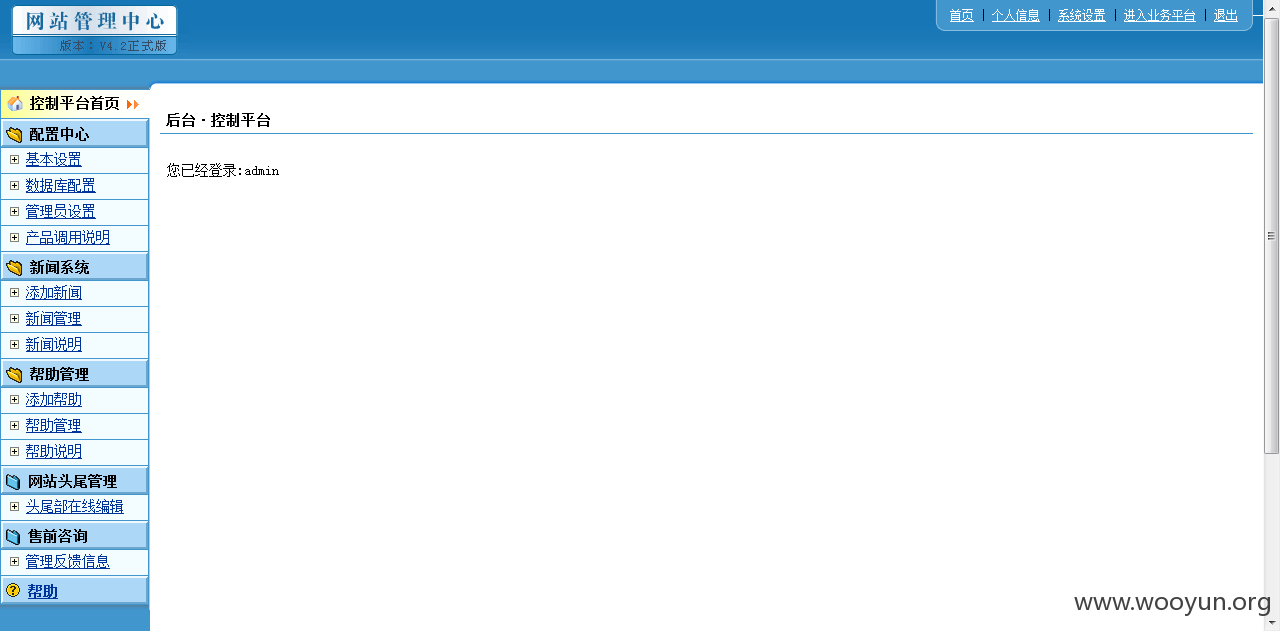 网站管理中心
版本：V4.2正式版
首页 | 个人信息 | 系统设置 | 进入业务平台 | 退出
控制平台首页
配置中心
基本设置
数据库配置
管理员设置
产品调用说明
新闻系统
添加新闻
新闻管理
新闻说明
帮助管理
添加帮助
帮助管理
帮助说明
网站头尾管理
头尾部在线编辑
售前咨询
管理反馈信息
帮助
后台·控制平台
您已经登录:admin
www.wooyun.org